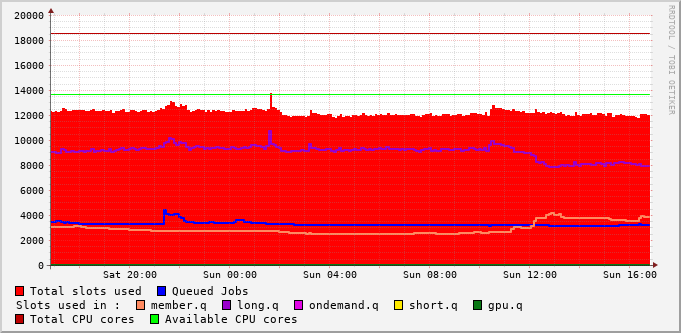 20000
18000
16000
14000
12000
10000
8000
6000
4000
2000
0
Sat 20:00 Sun 00:00 Sun 04:00 Sun 08:00 Sun 12:00 Sun 16:00
RRDTOOL / TOBI OETIKER
Total slots used Queued Jobs
Slots used in : member.q long.q ondemand.q short.q gpu.q
Total CPU cores Available CPU cores